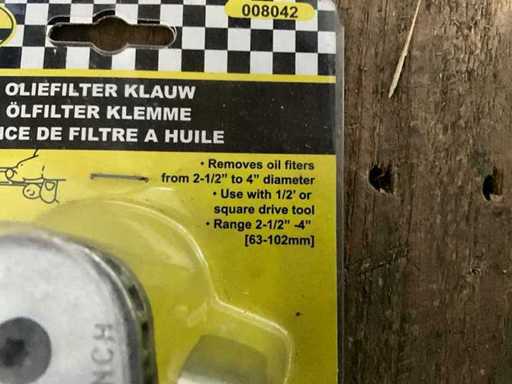 008042
OLIEFILTER KLAUW
ÖLFILTER KLEMME
CE DE FILTRE A HUILE
• Removes oil fiters
from 2-1/2" to 4" diameter
• Use with 1/2' or
square drive tool
• Range 2-1/2" -4"
[63-102mm]
NCH